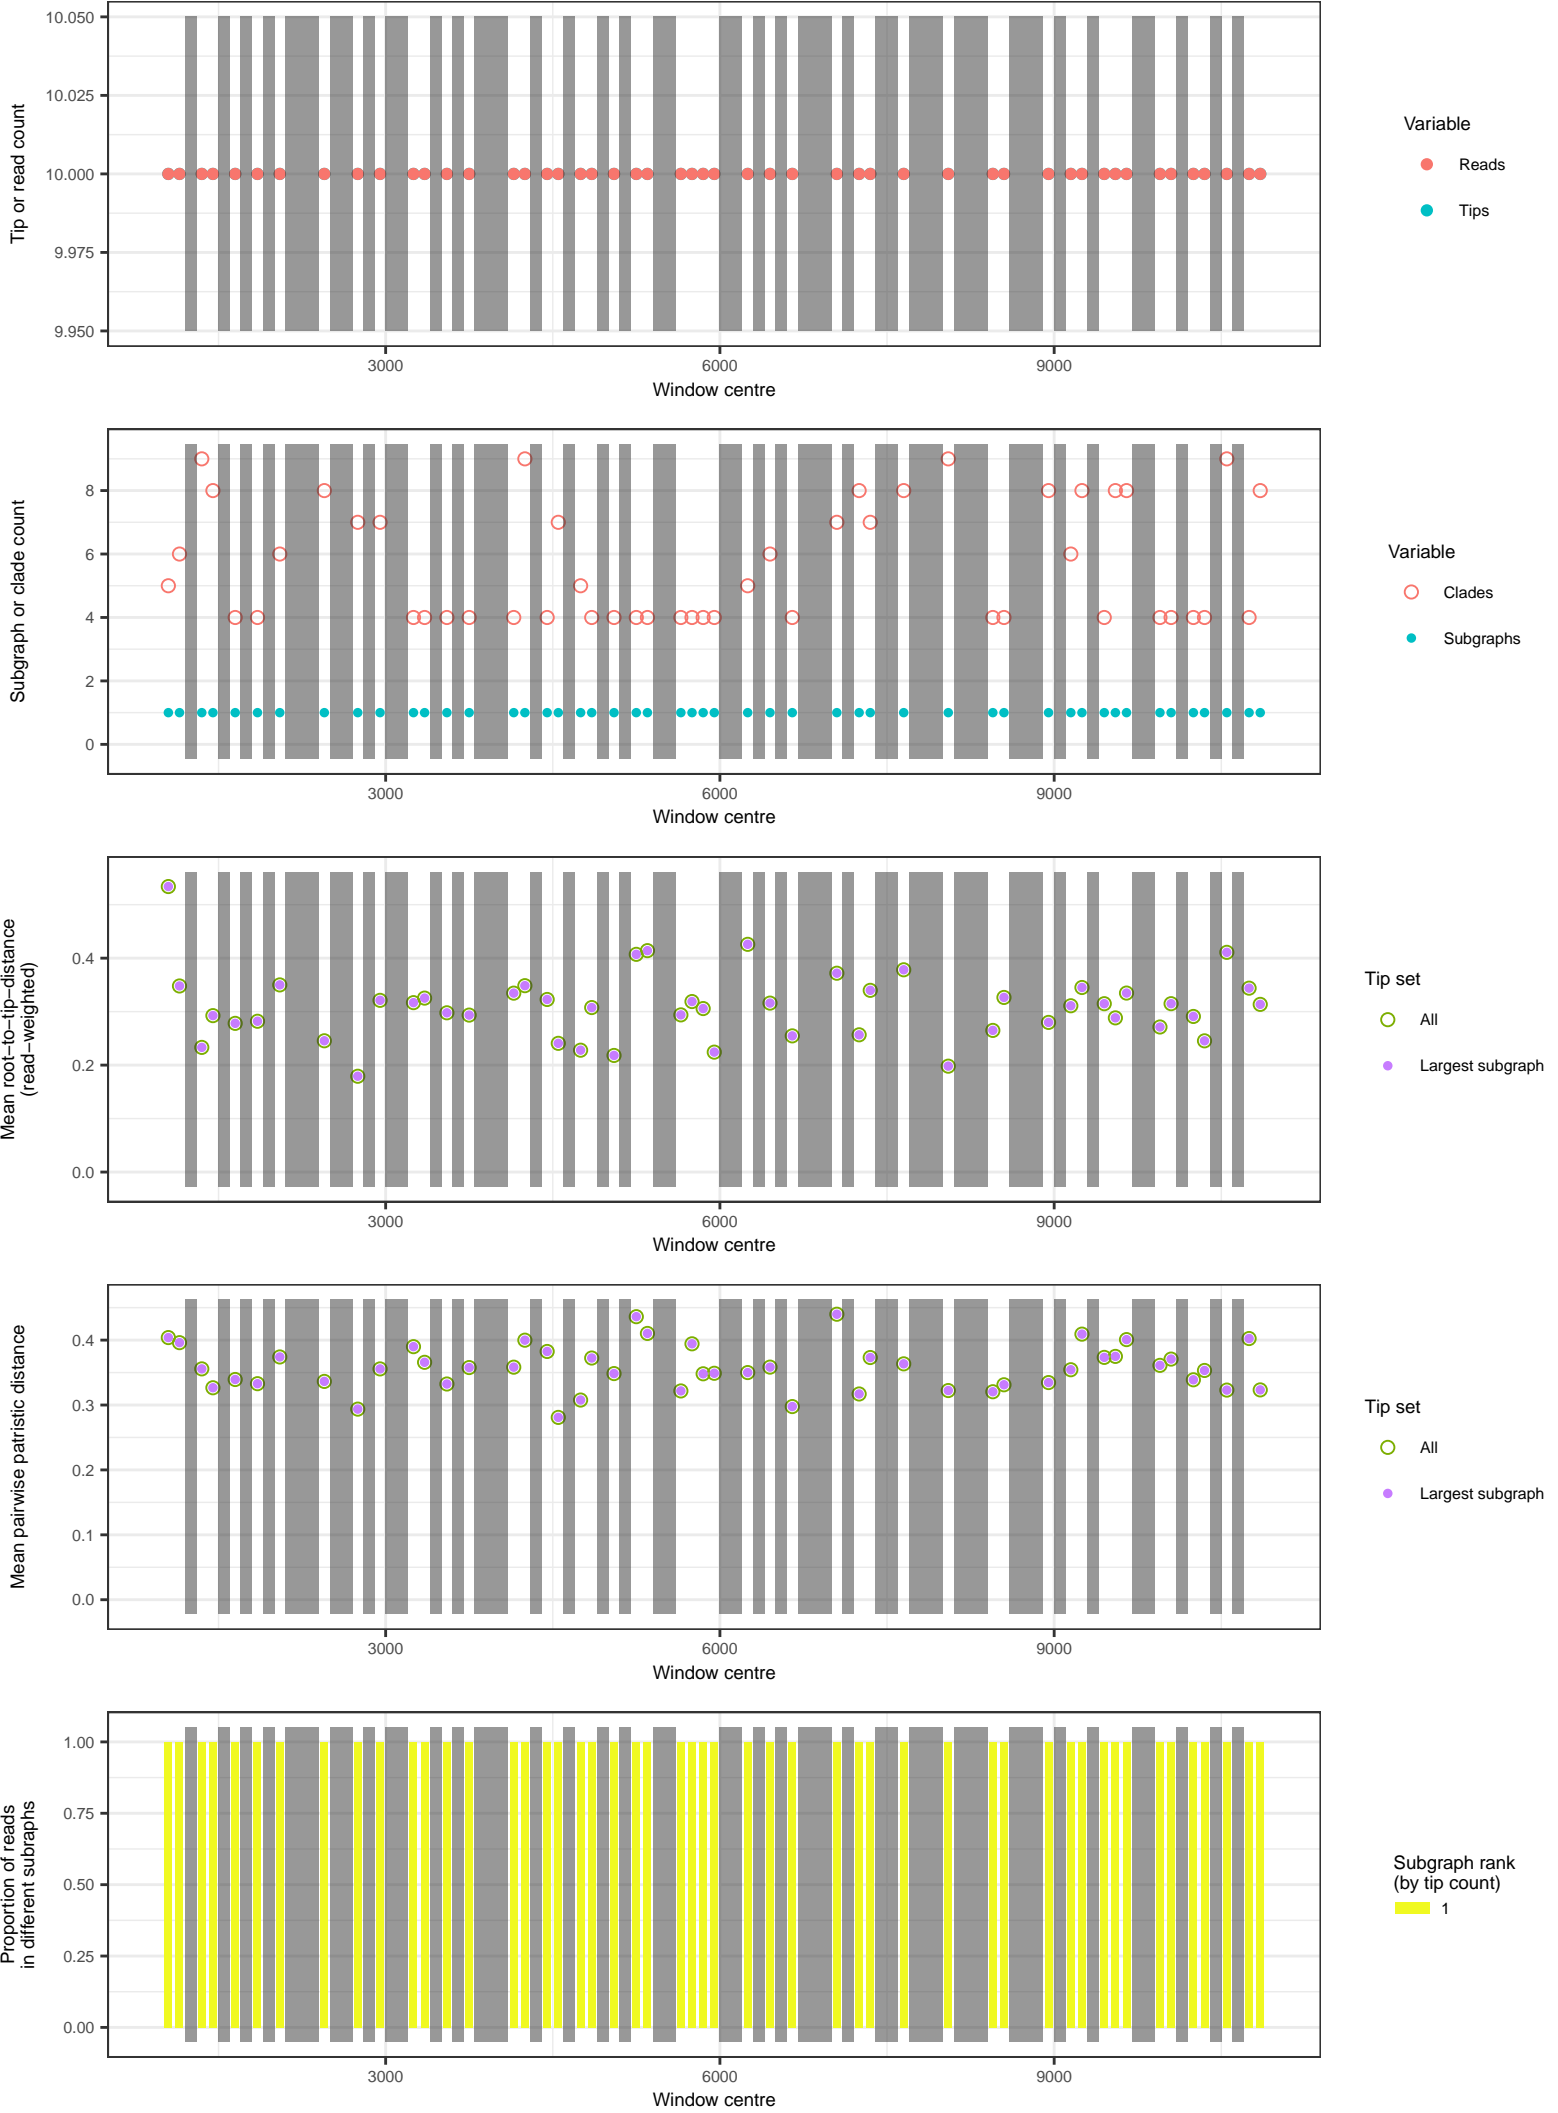 10.050
10.025
10.000
9.975
9.950
Tip or read count
3000
6000
9000
Window centre
Variable
Reads
Tips
8
6
4
2
0
Subgraph or clade count
3000
6000
9000
Window centre
Variable
Clades
Subgraphs
0.4
0.2
0.0
Mean root−to−tip−distance
(read−weighted)
3000
6000
9000
Window centre
Tip set
All
Largest subgraph
0.4
0.3
0.2
0.1
0.0
Mean pairwise patristic distance
3000
6000
9000
Window centre
Tip set
All
Largest subgraph
1.00
0.75
0.50
0.25
0.00
Proportion of reads
in different subraphs
3000
6000
9000
Window centre
Subgraph rank
(by tip count)
1